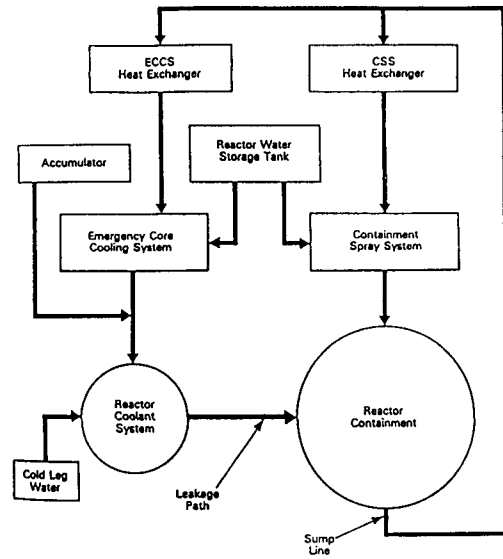 ECCS
Heat Exchanger
CSS
Heat Exchanger
Accumulator
Reactor Water
Storage Tank
Emergency Core
Cooling System
Containment
Spray System
Reactor
Coolant
System
Reactor
Containment
Cold Leg
Water
Leakage
Path
Sump
Line